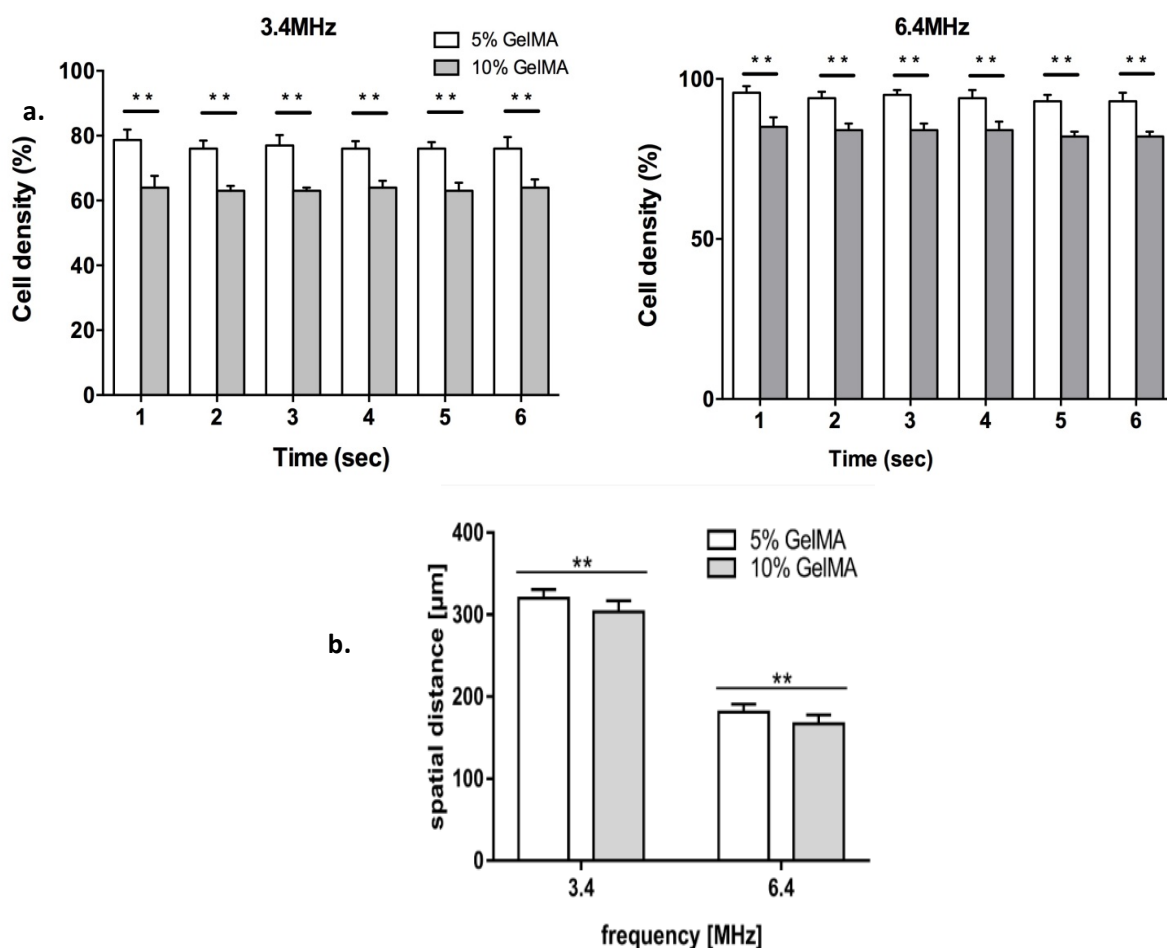 3.4MHz
5% GelMA
10% GelMA
a.
Cell density (%)
100
80
60
40
20
0
** ** ** ** ** **
1 2 3 4 5 6
Time (sec)
6.4MHz
Cell density (%)
100
50
0
** ** ** ** ** **
1 2 3 4 5 6
Time (sec)
b.
spatial distance [µm]
400
300
200
100
0
5% GelMA
10% GelMA
**
**
3.4 6.4
frequency [MHz]